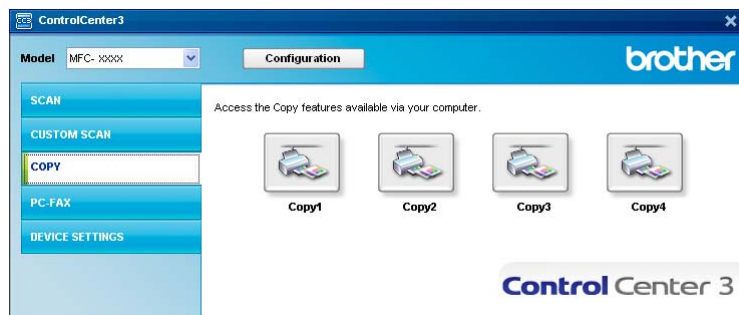 ControlCenter3
Model MFC- XXXX Configuration brother
SCAN
CUSTOM SCAN
COPY
PC-FAX
DEVICE SETTINGS
Access the Copy features available via your computer.
Copy1 Copy2 Copy3 Copy4
Control Center 3